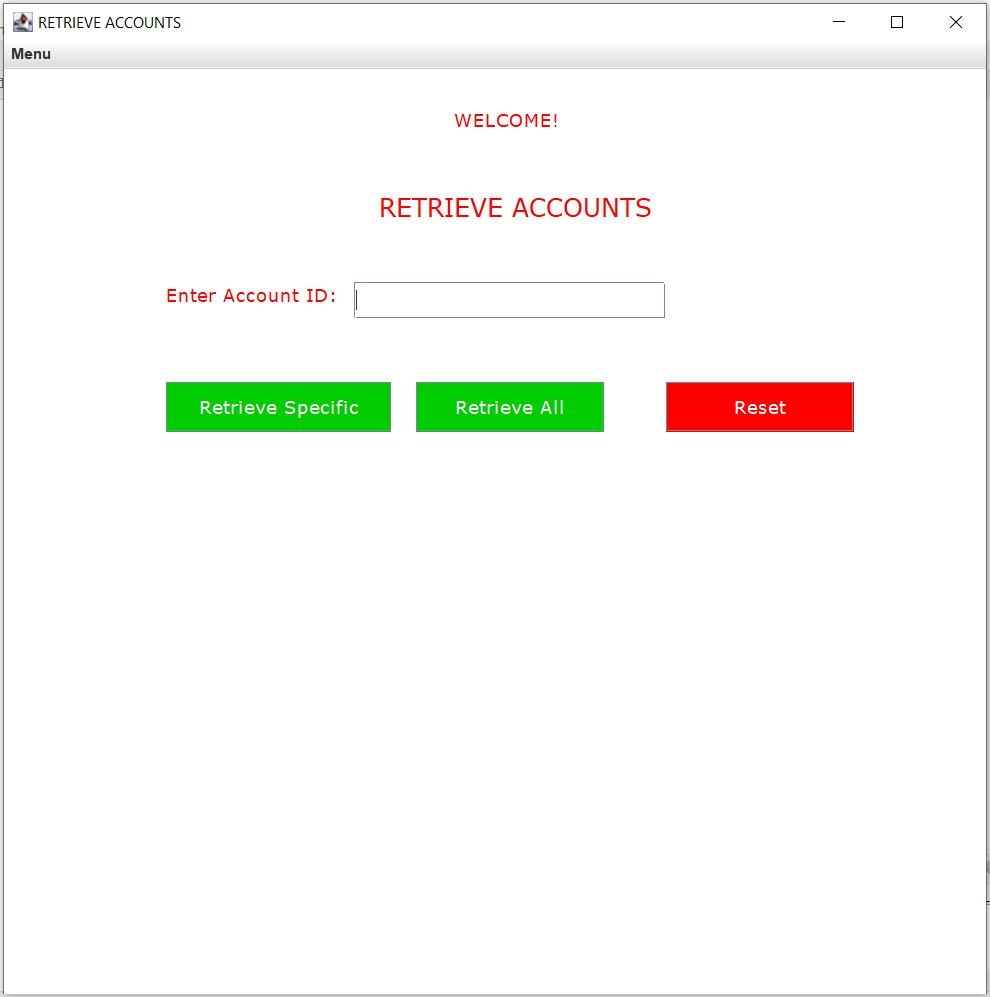 RETRIEVE ACCOUNTS
Menu
WELCOME!
RETRIEVE ACCOUNTS
Enter Account ID:
Retrieve Specific Retrieve All Reset